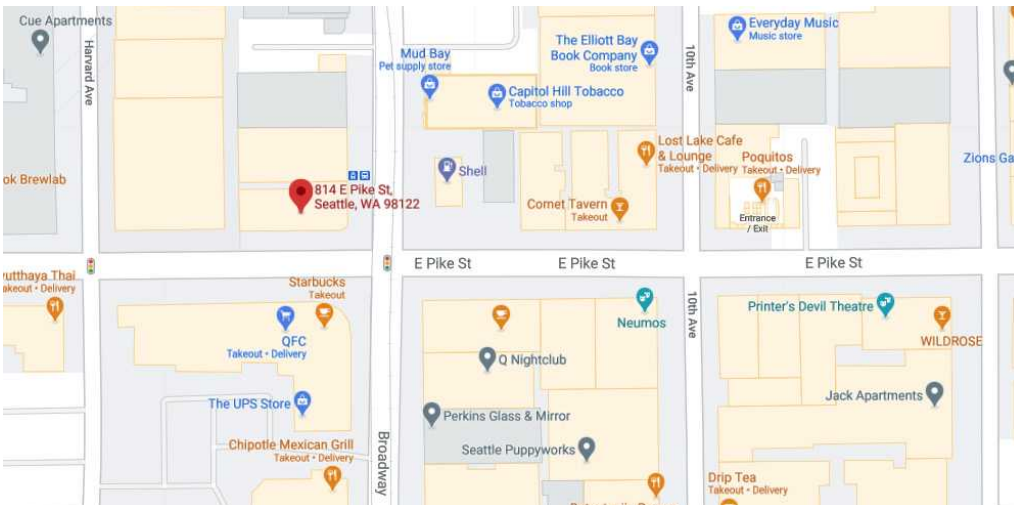 Cue Apartments
Harvard Ave
Mud Bay
Pet supply store
The Elliott Bay
Book Company
Book store
10th Ave
Everyday Music
Music store
Capitol Hill Tobacco
Tobacco shop
ok Brewlab
814 E Pike St,
Seattle, WA 98122
Shell
Lost Lake Cafe
& Lounge
Takeout • Delivery
Poquitos
Takeout • Delivery
Zions Ga
Comet Tavern
Takeout
Entrance
/ Exit
E Pike St
E Pike St
E Pike St
yutthaya Thai
akeout • Delivery
Starbucks
Takeout
QFC
Takeout • Delivery
Neumos
10th Ave
Printer's Devil Theatre
WILDROSE
Q Nightclub
The UPS Store
Perkins Glass & Mirror
Jack Apartments
Broadway
Chipotle Mexican Grill
Takeout • Delivery
Seattle Puppyworks
Drip Tea
Takeout • Delivery